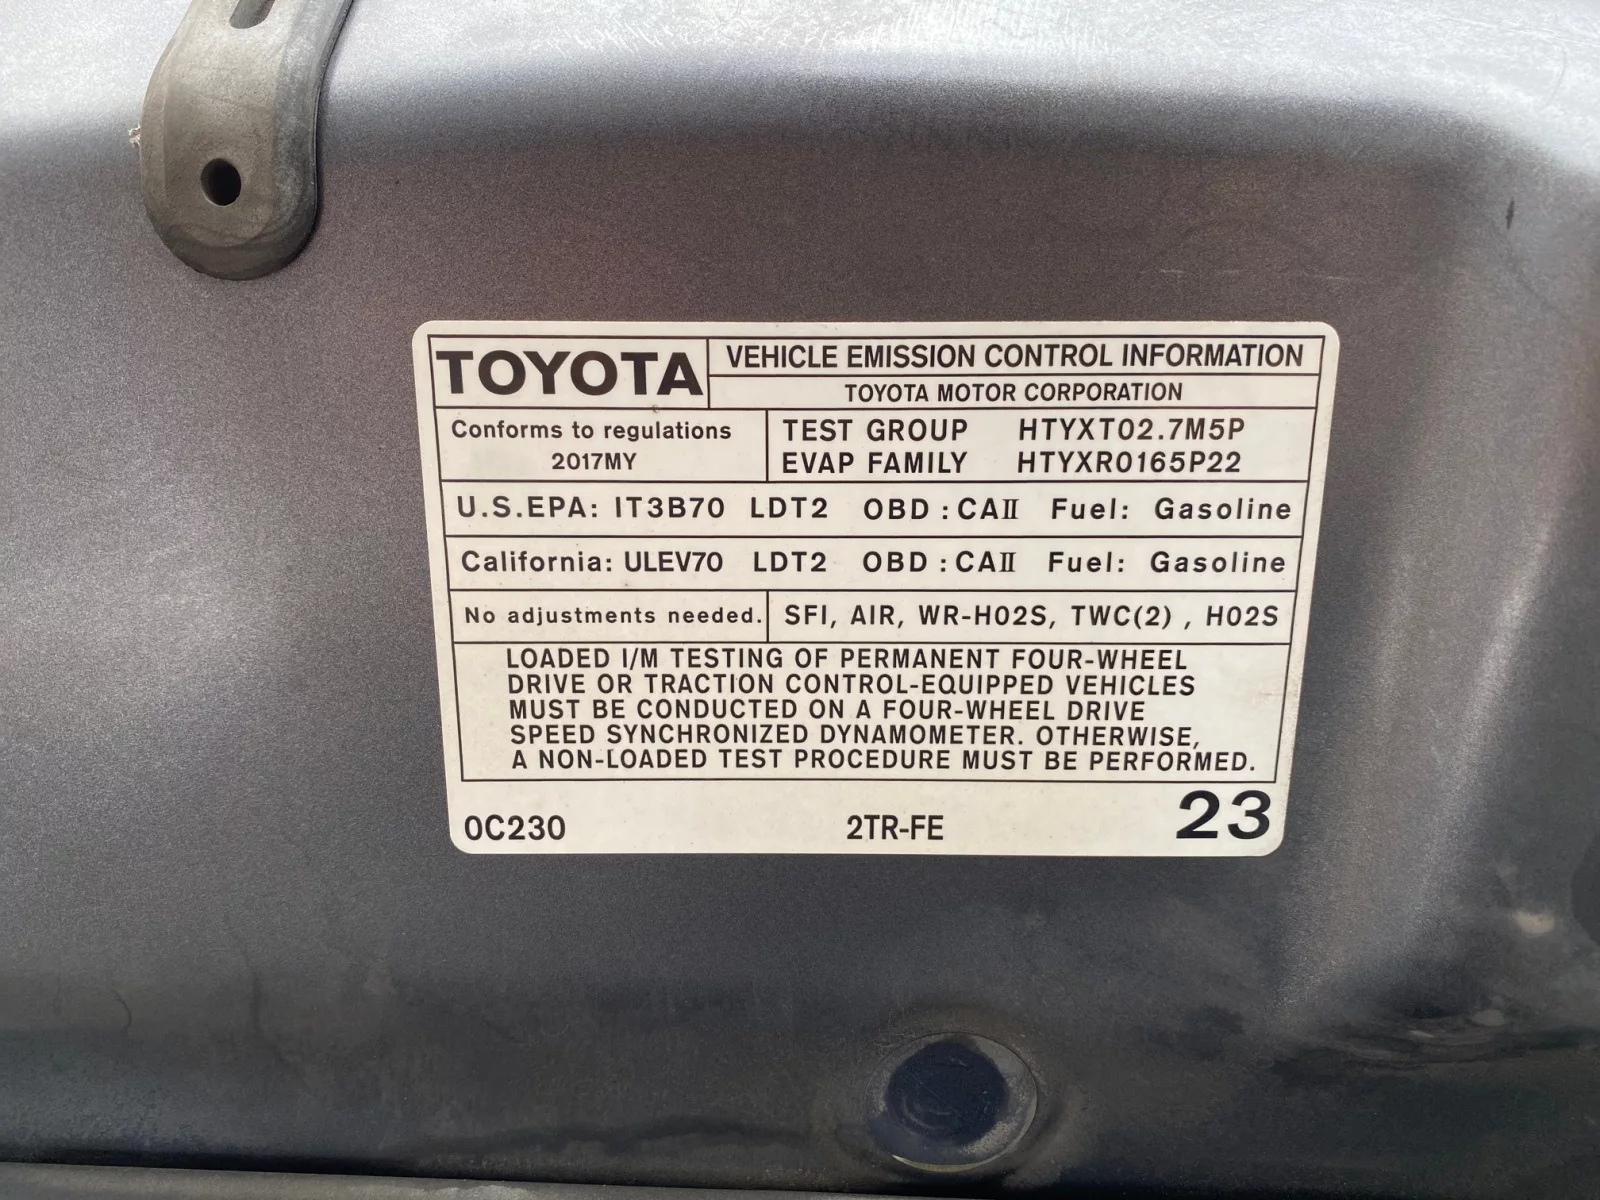 TOYOTA
VEHICLE EMISSION CONTROL INFORMATION
TOYOTA MOTOR CORPORATION
Conforms to regulations
2017MY
TEST GROUP HTYXT02.7M5P
EVAP FAMILY HTYXR0165P22
U.S.EPA: IT3B70 LDT2 OBD : CAⅡ Fuel: Gasoline
California: ULEV70 LDT2 OBD : CAⅡ Fuel: Gasoline
No adjustments needed.
SFI, AIR, WR-HO2S, TWC(2) , HO2S
LOADED I/M TESTING OF PERMANENT FOUR-WHEEL
DRIVE OR TRACTION CONTROL-EQUIPPED VEHICLES
MUST BE CONDUCTED ON A FOUR-WHEEL DRIVE
SPEED SYNCHRONIZED DYNAMOMETER. OTHERWISE,
A NON-LOADED TEST PROCEDURE MUST BE PERFORMED.
0C230 2TR-FE 23